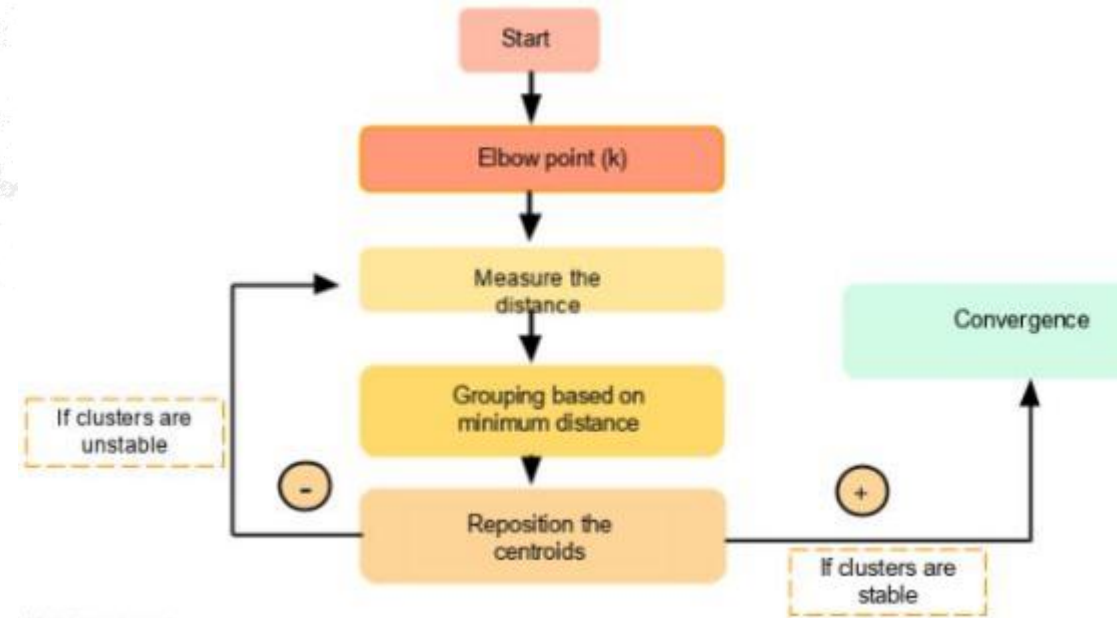 Start
Elbow point (k)
Measure the
distance
Grouping based on
minimum distance
Reposition the
centroids
If clusters are
unstable
-
+
If clusters are
stable
Convergence